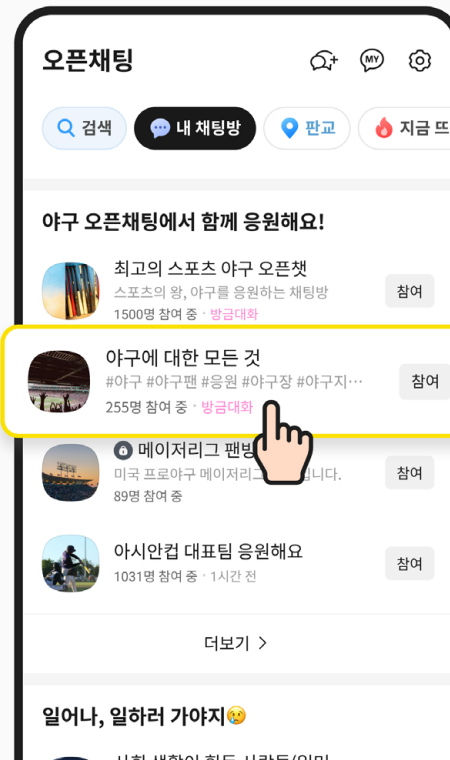 오픈채팅
MY
검색
내 채팅방
판교
지금 뜨
야구 오픈채팅에서 함께 응원해요!
최고의 스포츠 야구 오픈챗
스포츠의 왕, 야구를 응원하는 채팅방
1500명 참여 중 · 방금대화
참여
야구에 대한 모든 것
#야구 #야구팬 #응원 #야구장 #야구지…
255명 참여 중 · 방금대화
참여
메이저리그 팬방
미국 프로야구 메이저리그 입니다.
89명 참여 중
참여
아시안컵 대표팀 응원해요
1031명 참여 중 · 1시간 전
참여
더보기 >
일어나, 일하러 가야지😢